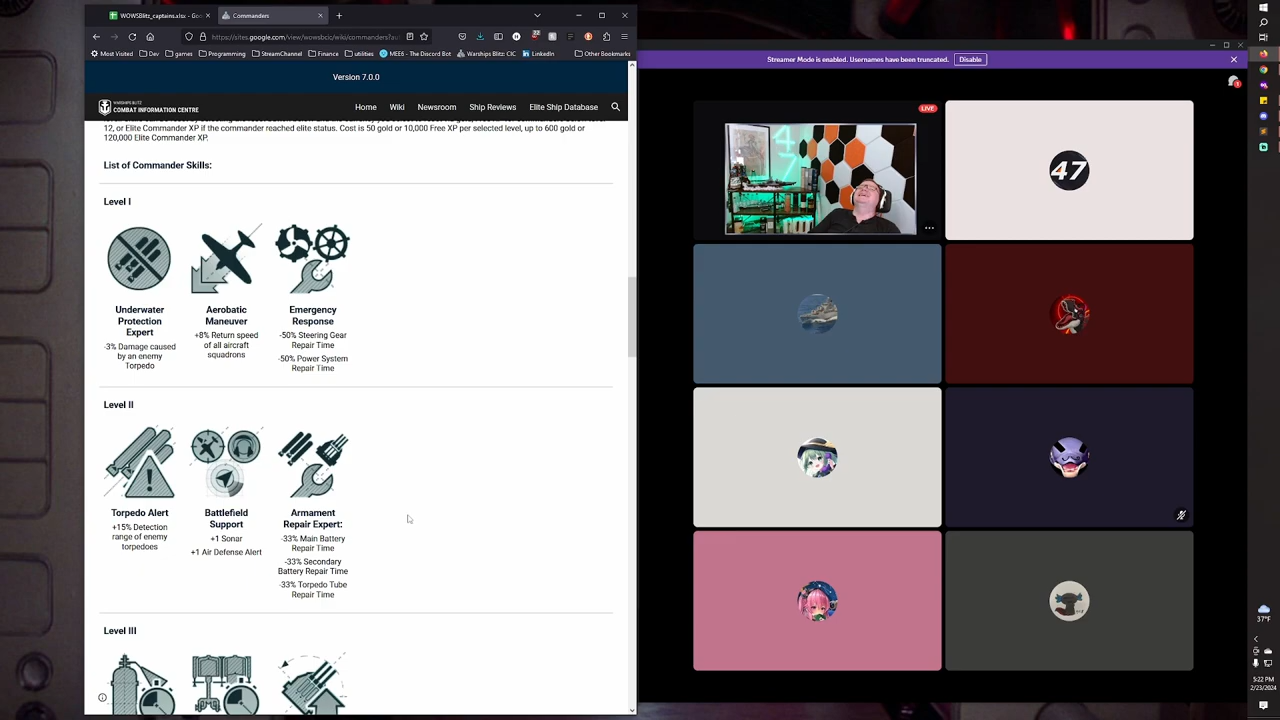 WOWSBlitz_captains.xlsx - Goo
Commanders
https://sites.google.com/view/wowsbcic/wiki/commanders?au
22
Most Visited
Dev
games
Programming
StreamChannel
Finance
utilities
MEE6 - The Discord Bot
Warships Blitz: CIC
LinkedIn
Other Bookmarks
Version 7.0.0
WARSHIPS BLITZ
COMBAT INFORMATION CENTRE
Home
Wiki
Newsroom
Ship Reviews
Elite Ship Database
12, or Elite Commander XP if the commander reached elite status. Cost is 50 gold or 10,000 Free XP per selected level, up to 600 gold or
120,000 Elite Commander XP.
List of Commander Skills:
Level I
Underwater
Protection
Expert
-3% Damage caused
by an enemy
Torpedo
Aerobatic
Maneuver
+8% Return speed
of all aircraft
squadrons
Emergency
Response
-50% Steering Gear
Repair Time
-50% Power System
Repair Time
Level II
Torpedo Alert
+15% Detection
range of enemy
torpedoes
Battlefield
Support
+1 Sonar
+1 Air Defense Alert
Armament
Repair Expert:
-33% Main Battery
Repair Time
-33% Secondary
Battery Repair Time
-33% Torpedo Tube
Repair Time
Level III
Streamer Mode is enabled. Usernames have been truncated.
Disable
1
LIVE
47
47
37°F
5:22 PM
2/23/2024